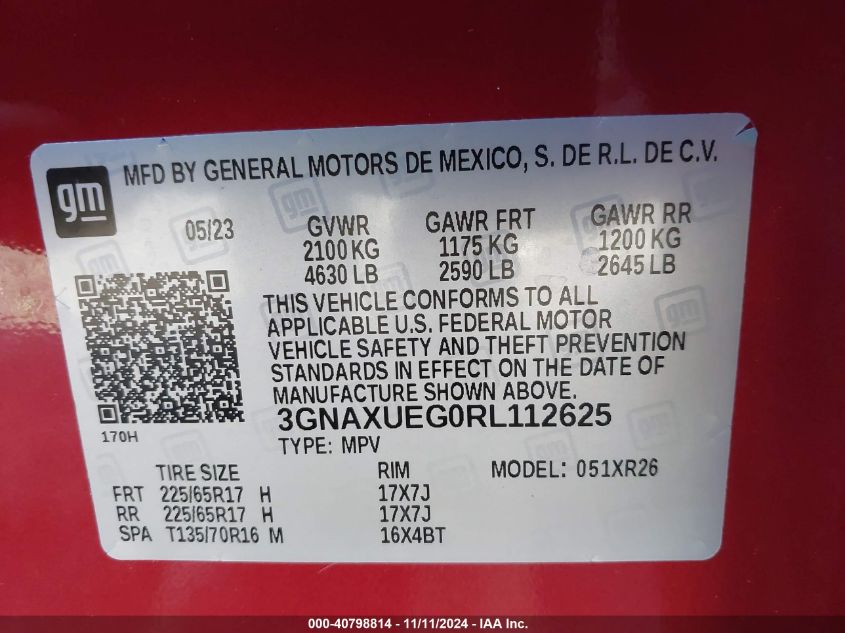 gm
MFD BY GENERAL MOTORS DE MEXICO, S. DE R.L. DE C.V.
05/23 GVWR GAWR FRT GAWR RR
2100 KG 1175 KG 1200 KG
4630 LB 2590 LB 2645 LB
THIS VEHICLE CONFORMS TO ALL
APPLICABLE U.S. FEDERAL MOTOR
VEHICLE SAFETY AND THEFT PREVENTION
STANDARDS IN EFFECT ON THE DATE OF
MANUFACTURE SHOWN ABOVE.
3GNAXUEG0RL112625
170H
TYPE: MPV
TIRE SIZE RIM MODEL: 051XR26
FRT 225/65R17 H 17X7J
RR 225/65R17 H 17X7J
SPA T135/70R16 M 16X4BT
000-40798814 - 11/11/2024 - IAA Inc.